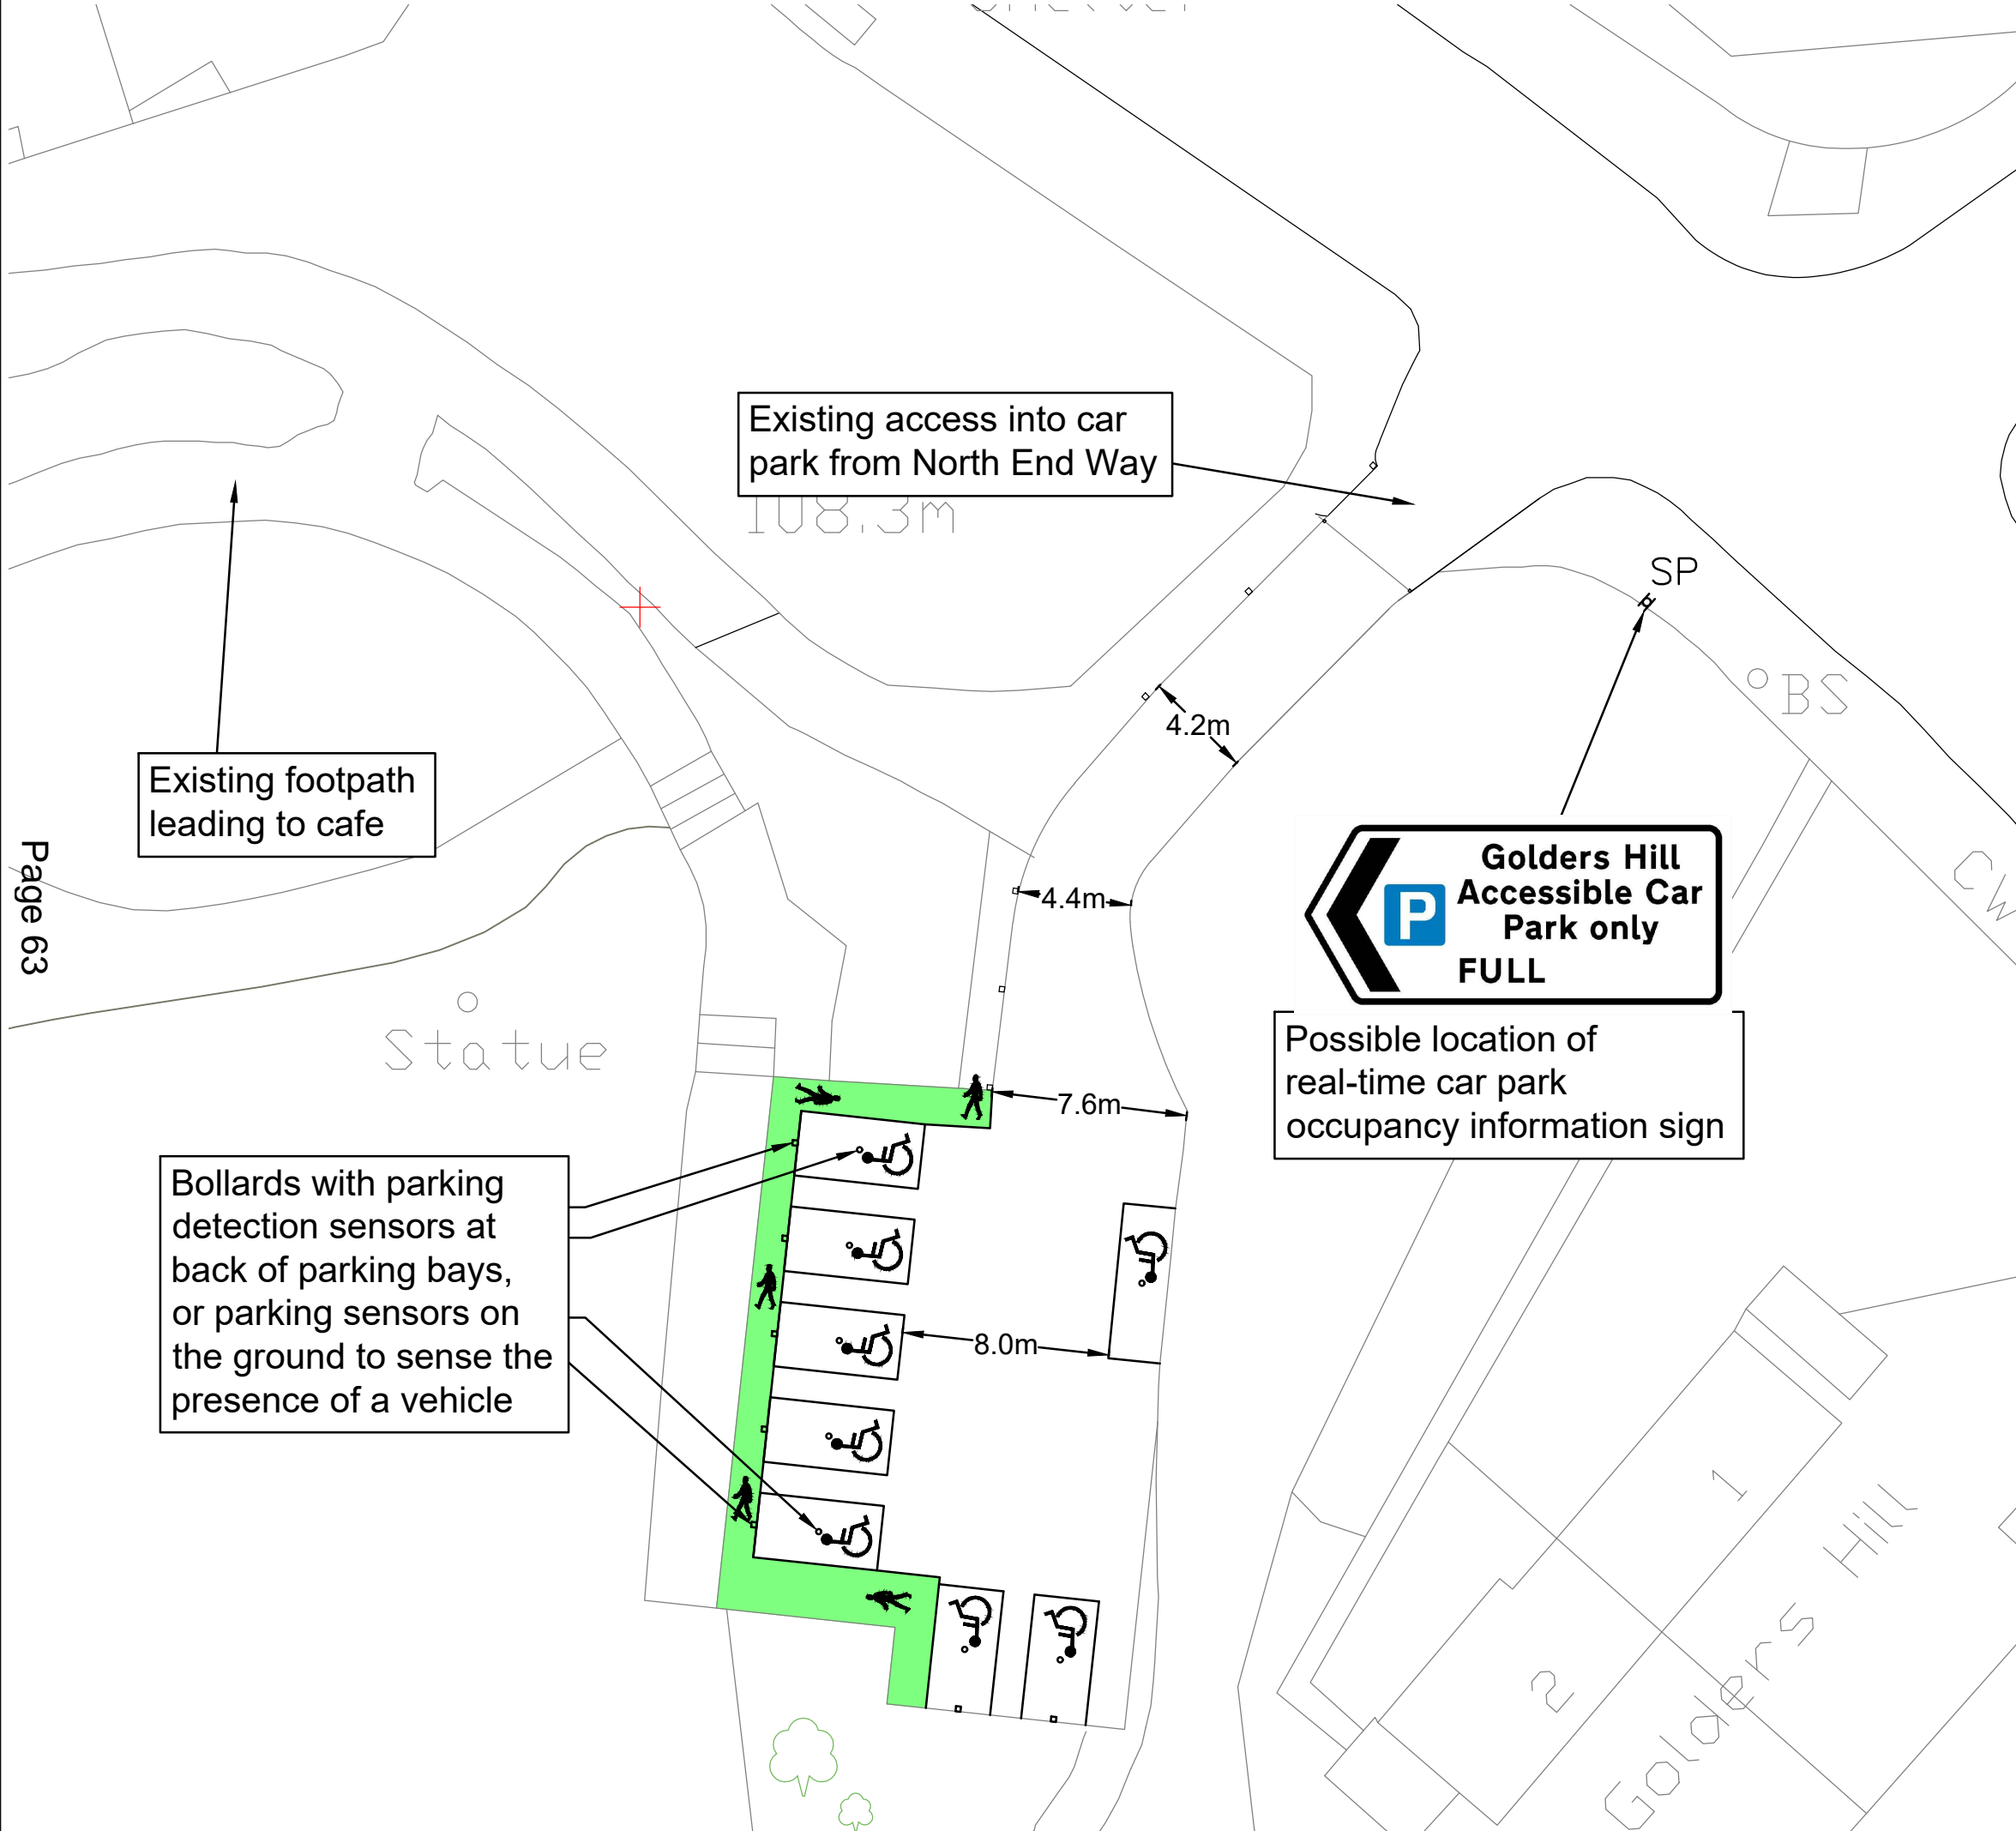 Existing access into car
park from North End Way
108.3m
SP
BS
4.2m
Existing footpath
leading to cafe
Page 63
4.4m
Golders Hill
Accessible Car
Park only
P
FULL
CW
Statue
Possible location of
real-time car park
occupancy information sign
7.6m
Bollards with parking
detection sensors at
back of parking bays,
or parking sensors on
the ground to sense the
presence of a vehicle
8.0m
1
2
Golders Hill